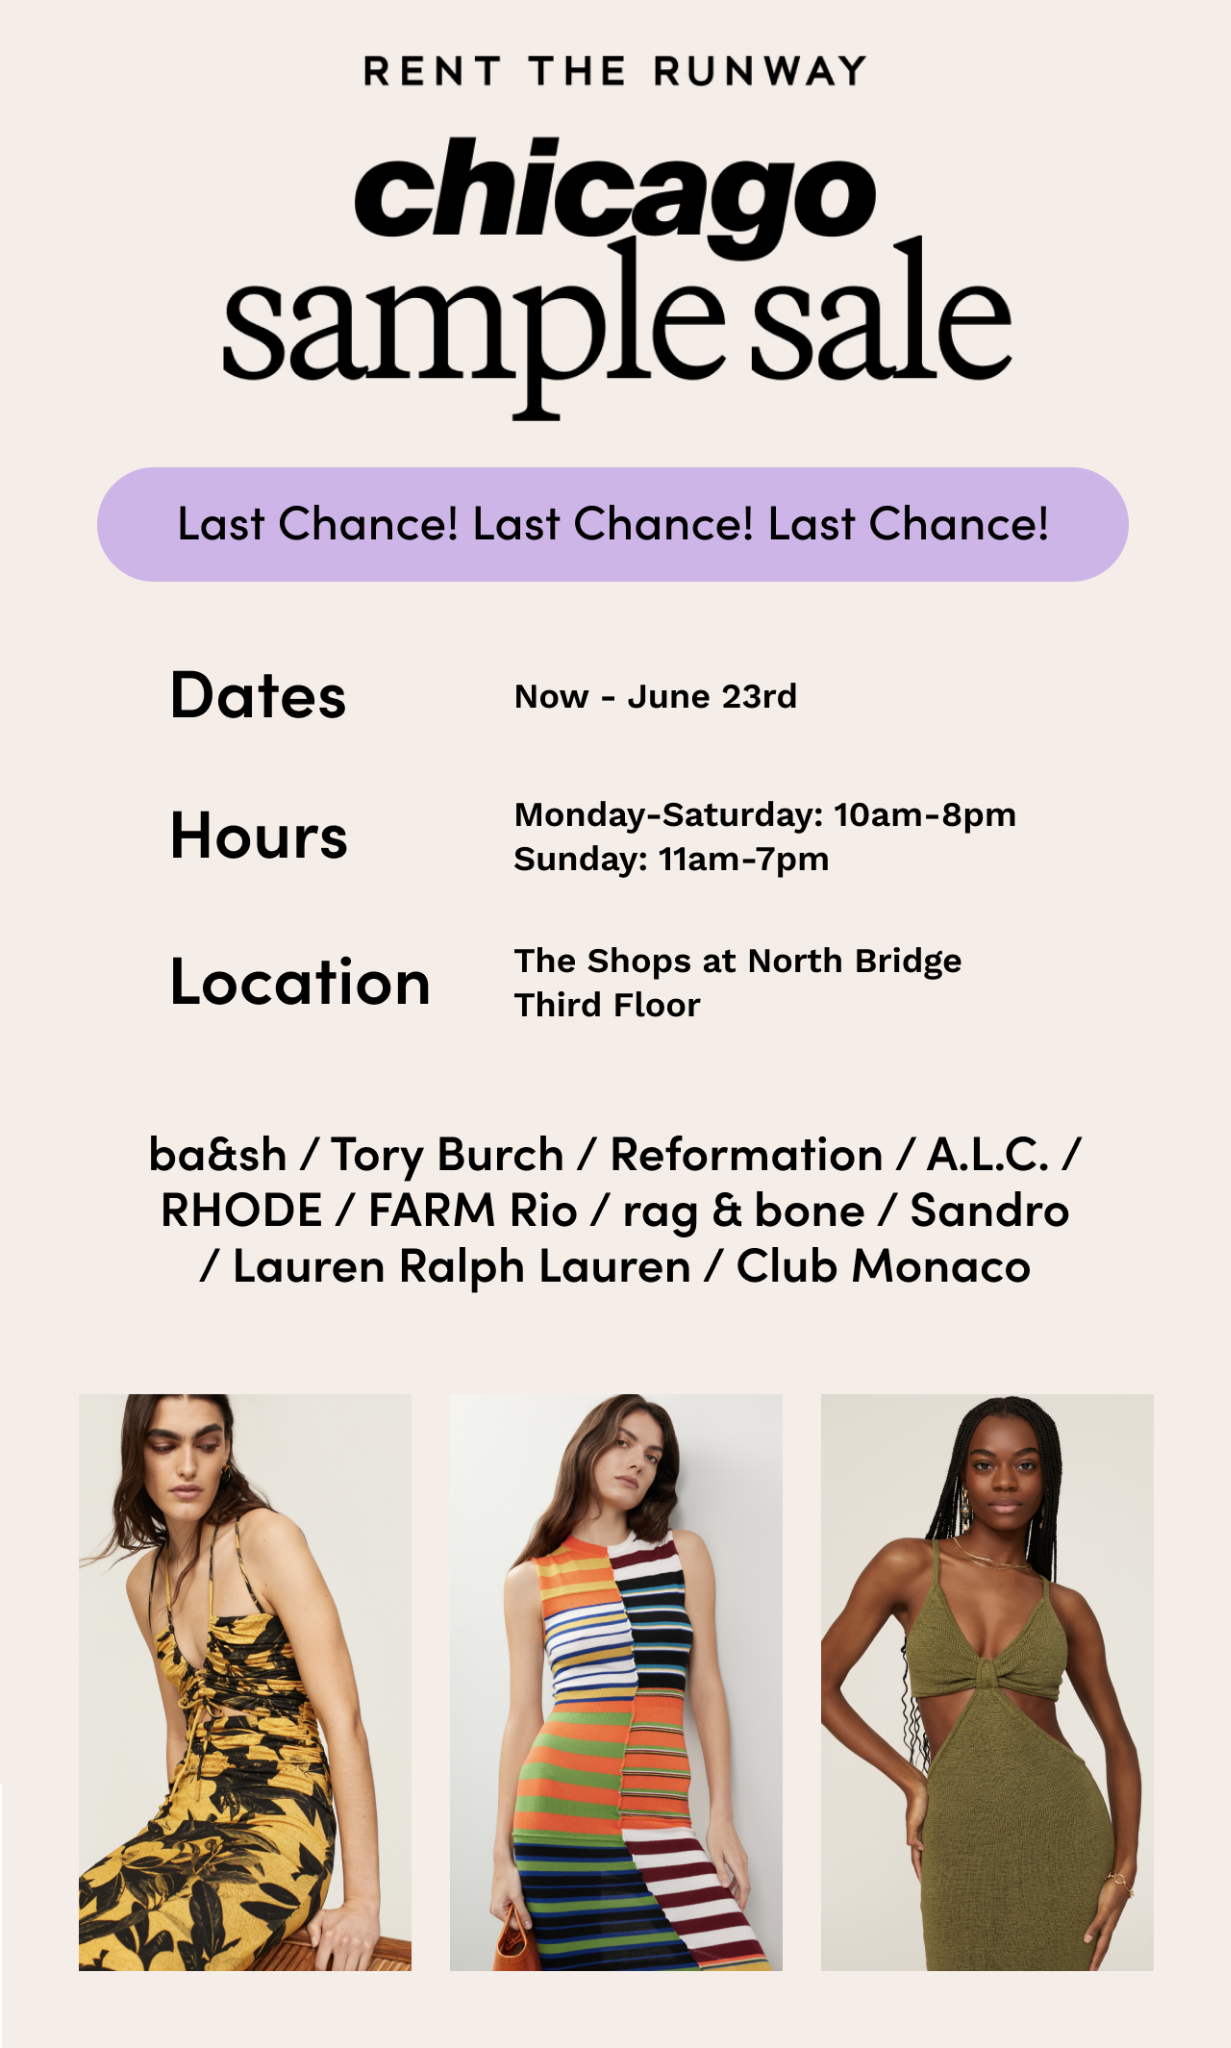 RENT THE RUNWAY
chicago
sample sale
Last Chance! Last Chance! Last Chance!
Dates
Now - June 23rd
Hours
Monday-Saturday: 10am-8pm
Sunday: 11am-7pm
Location
The Shops at North Bridge
Third Floor
ba&sh / Tory Burch / Reformation / A.L.C. /
RHODE / FARM Rio / rag & bone / Sandro
/ Lauren Ralph Lauren / Club Monaco